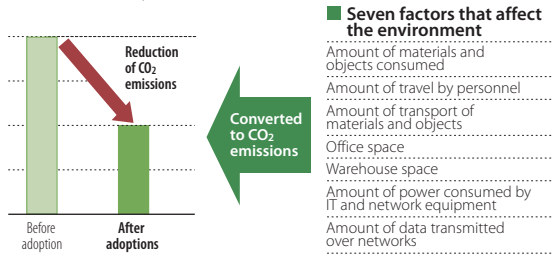 Reduction
of CO2
emissions
Before
adoption
After
adoptions
Converted
to CO2
emissions
Seven factors that affect
the environment
Amount of materials and
objects consumed
Amount of travel by personnel
Amount of transport of
materials and objects
Office space
Warehouse space
Amount of power consumed by
IT and network equipment
Amount of data transmitted
over networks